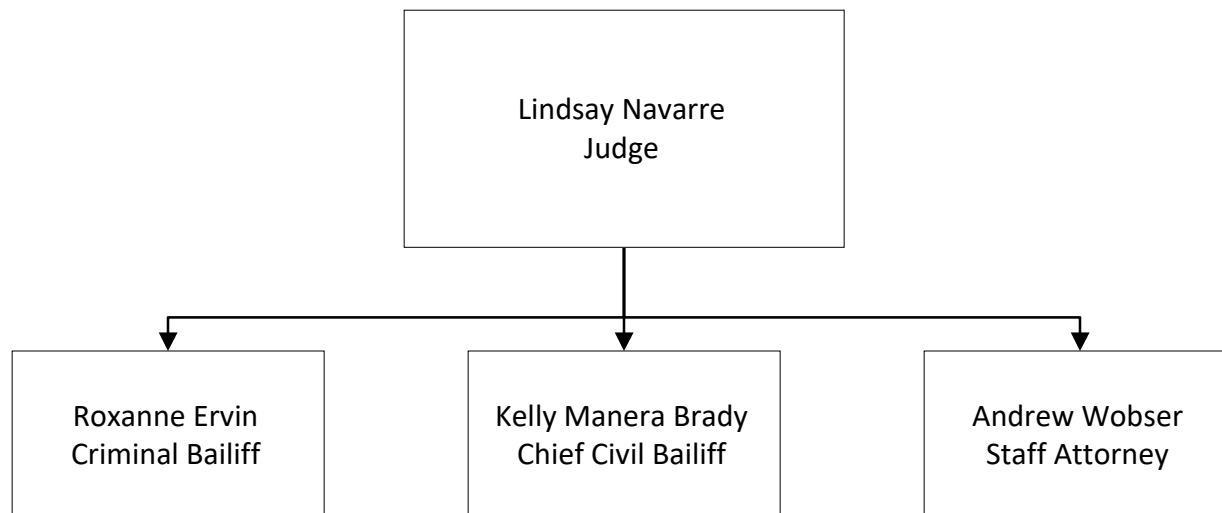 Lindsay Navarre
Judge
Roxanne Ervin
Criminal Bailiff
Kelly Manera Brady
Chief Civil Bailiff
Andrew Wobser
Staff Attorney